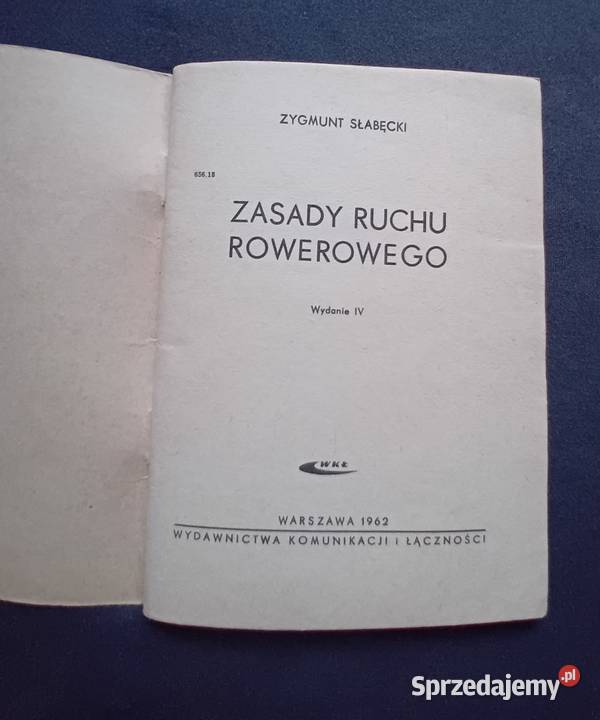 ZYGMUNT SŁABĘCKI
656.18
ZASADY RUCHU
ROWEROWEGO
Wydanie IV
WKŁ
WARSZAWA 1962
WYDAWNICTWA KOMUNIKACJI I ŁĄCZNOŚCI
Sprzedajemy.pl